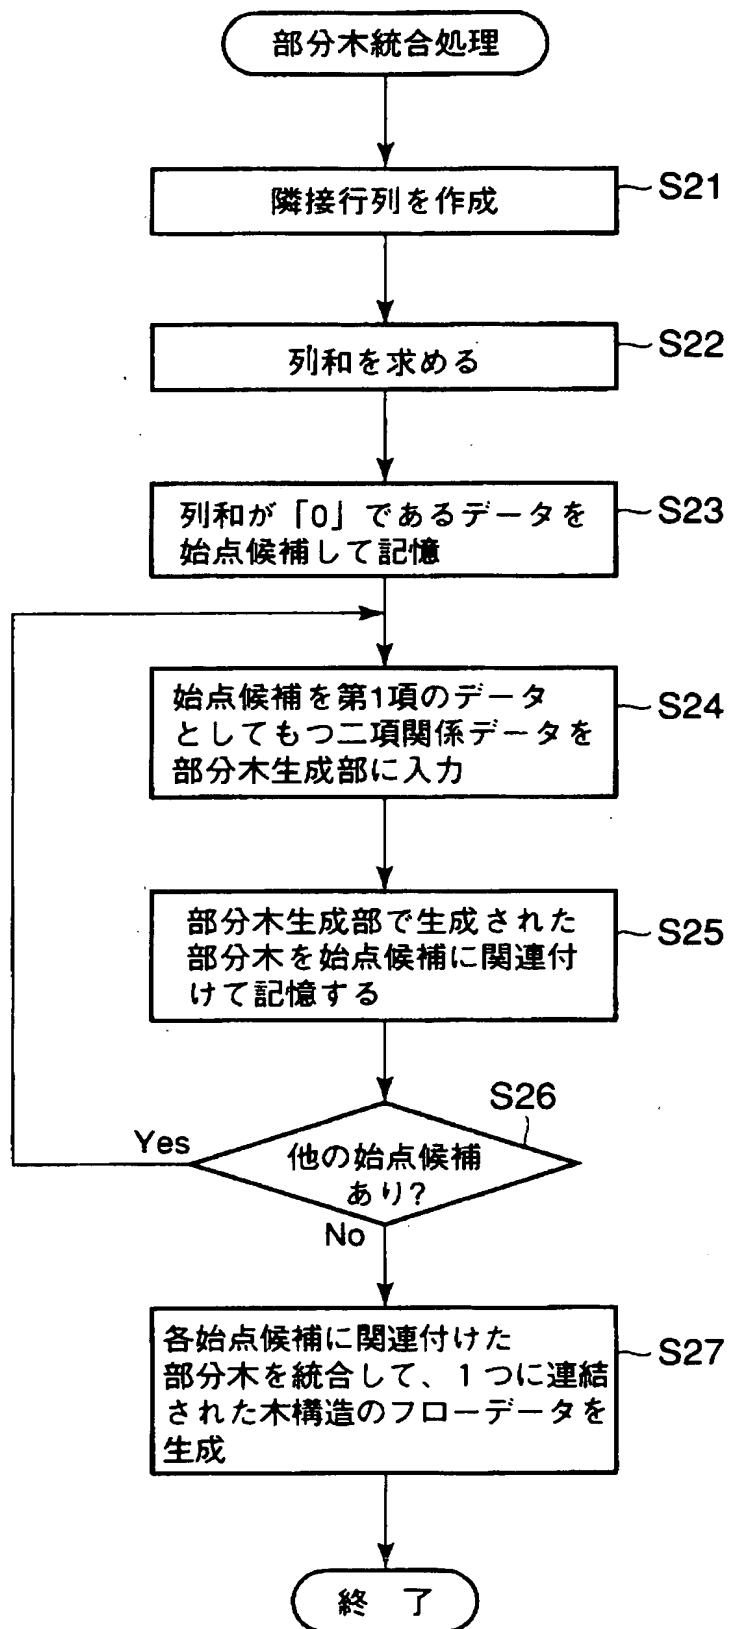 部分木統合処理
隣接行列を作成
S21
列和を求める
S22
列和が「0」であるデータを
始点候補して記憶
S23
始点候補を第1項のデータ
としてもつ二項関係データを
部分木生成部に入力
S24
部分木生成部で生成された
部分木を始点候補に関連付
けて記憶する
S25
S26
Yes
他の始点候補
あり?
No
各始点候補に関連付けた
部分木を統合して、1つに連結
された木構造のフローデータを
生成
S27
終 了